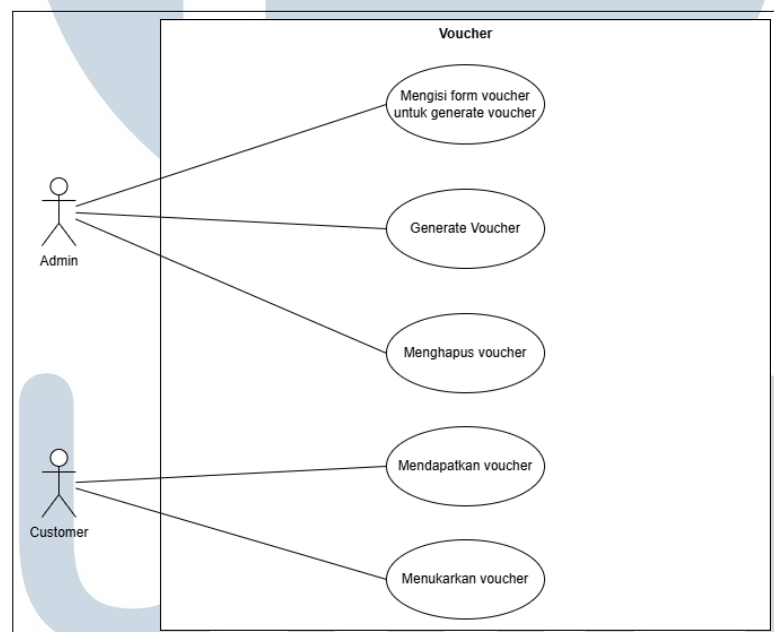 Voucher
Mengisi form voucher
untuk generate voucher
Generate Voucher
Admin
Menghapus voucher
Mendapatkan voucher
Customer
Menukarkan voucher